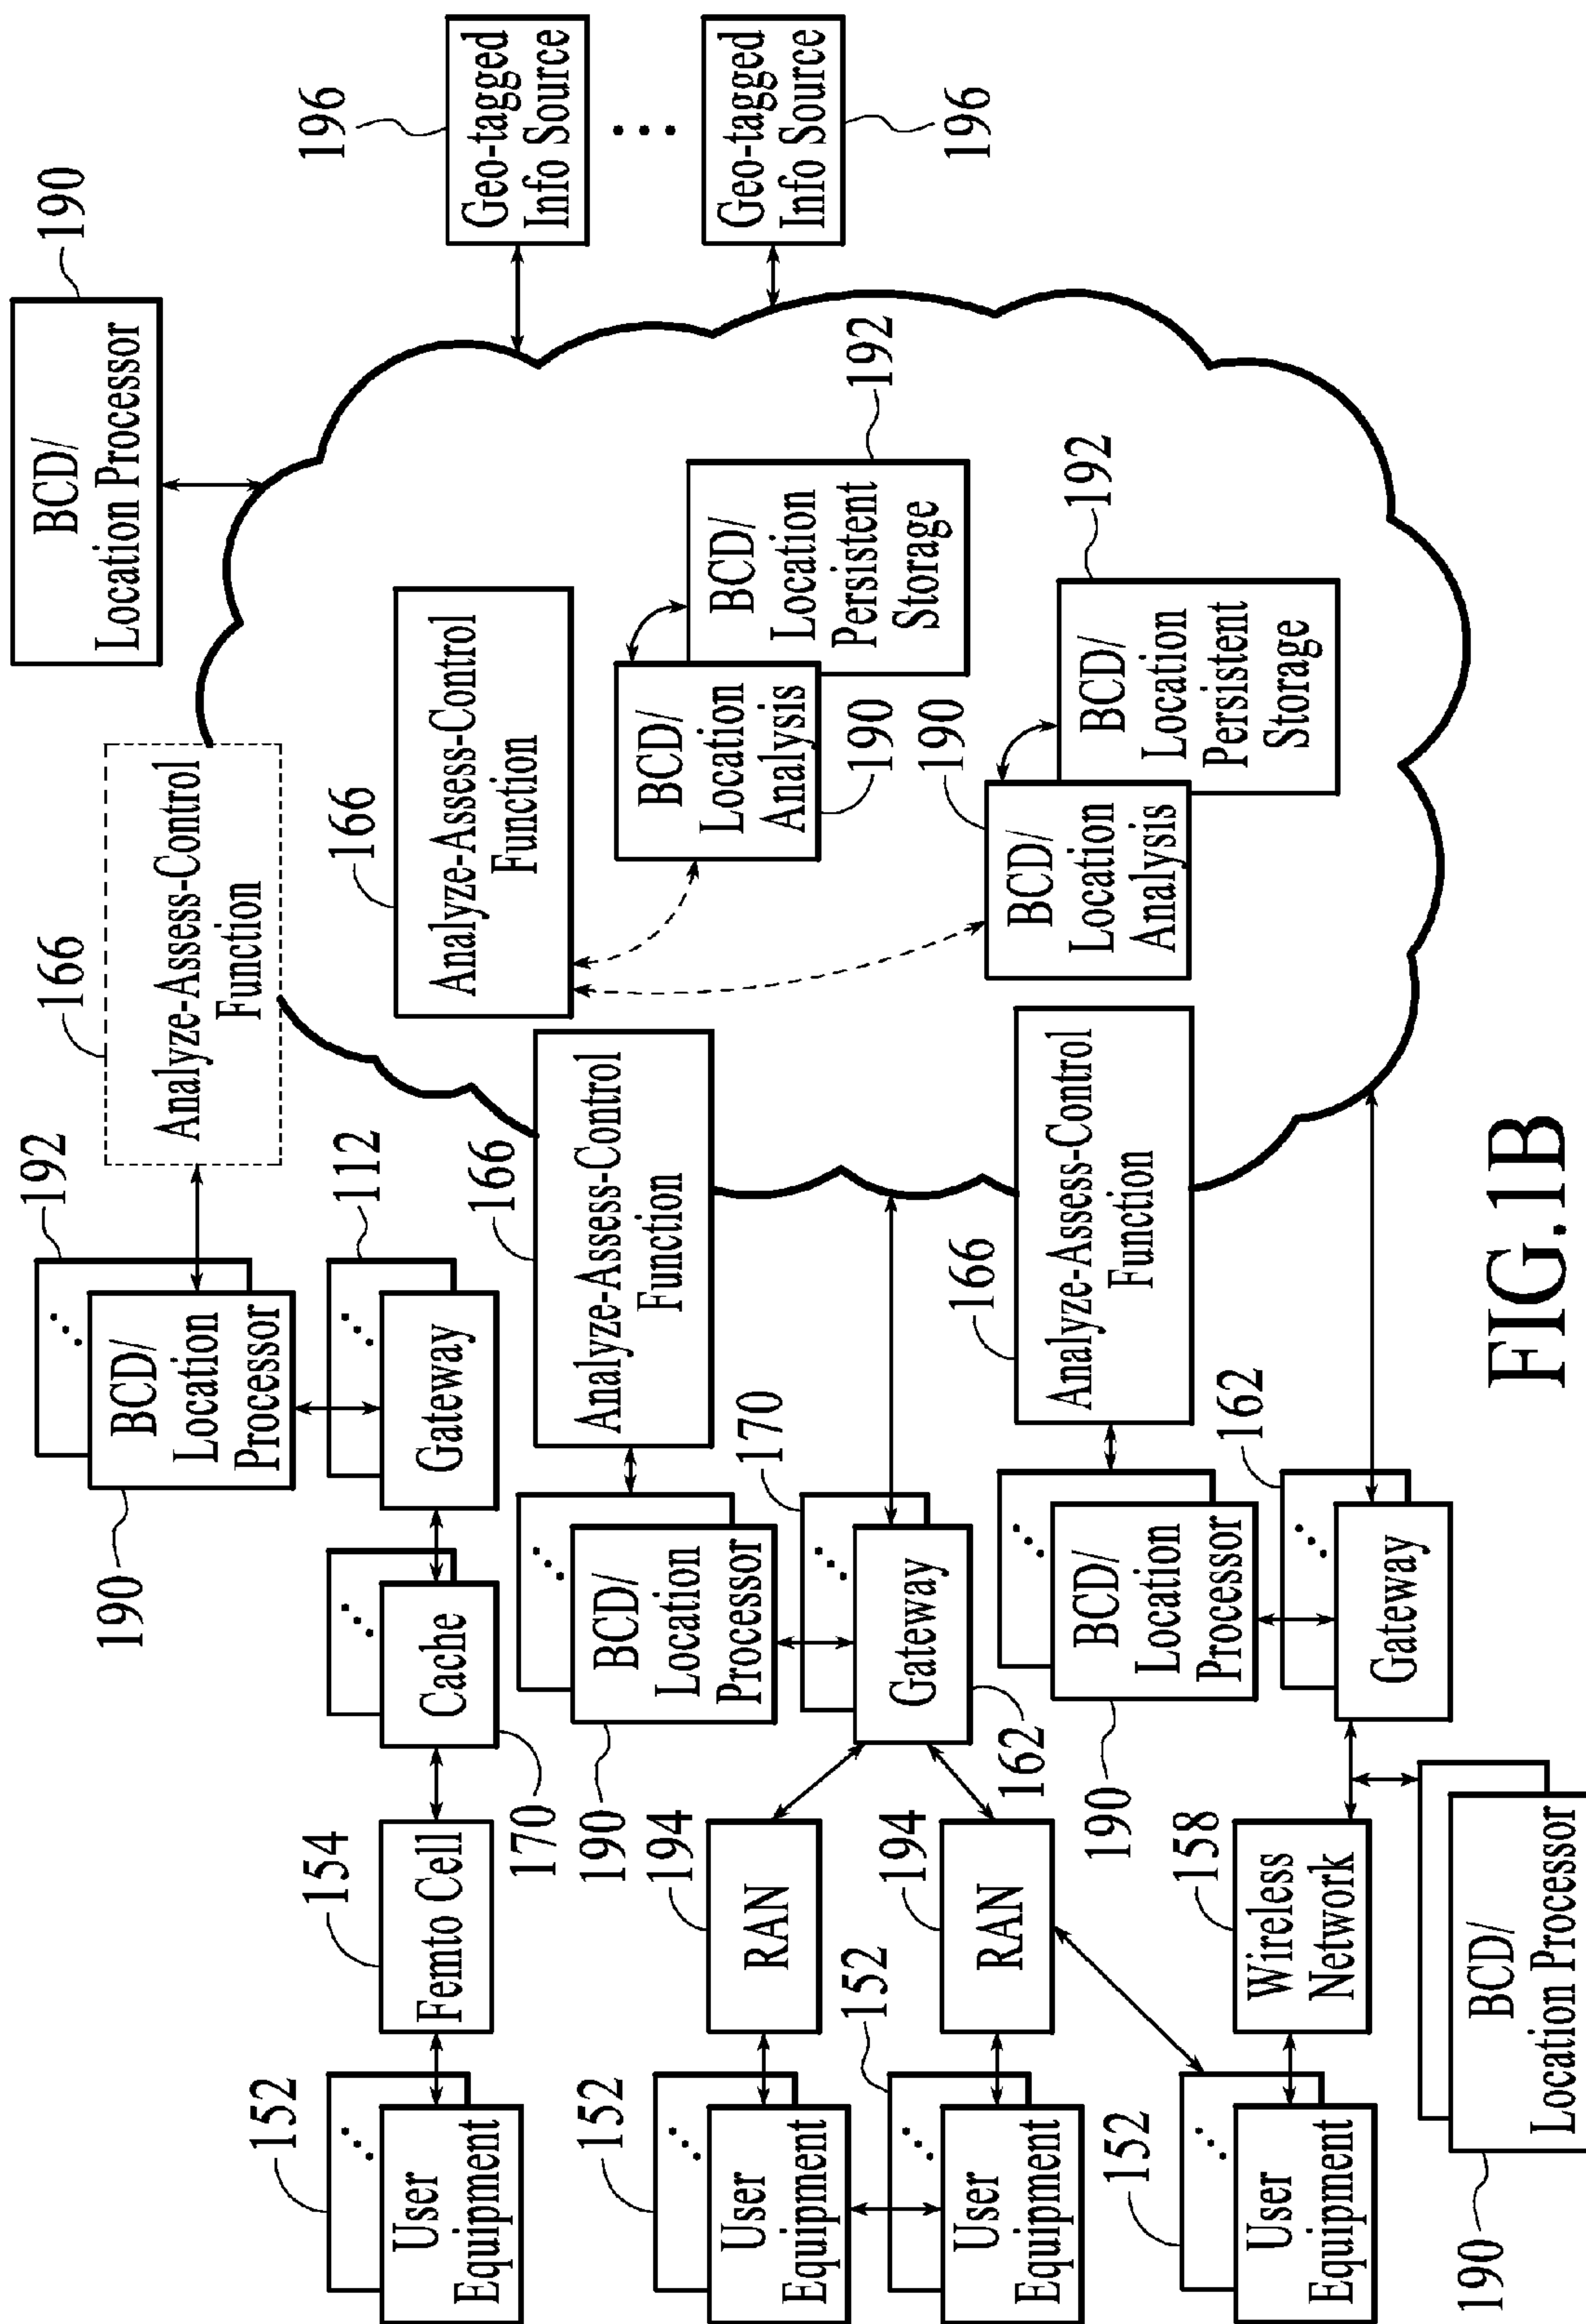 152
User
Equipment
154
Femto Cell
170
Cache
112
Gateway
190
192
BCD/
Location
Processor
166
Analyze-Assess-Control
Function
190
BCD/
Location Processor
152
User
Equipment
194
RAN
190
BCD/
Location
Processor
166
Analyze-Assess-Control
Function
166
Analyze-Assess-Control
Function
196
Geo-tagged
Info Source
152
User
Equipment
194
RAN
162
170
Gateway
190
BCD/
Location
Analysis
192
BCD/
Location
Persistent
Storage
Geo-tagged
Info Source
196
152
User
Equipment
158
Wireless
Network
190
BCD/
Location
Processor
162
Gateway
166
Analyze-Assess-Control
Function
190
BCD/
Location
Analysis
192
BCD/
Location
Persistent
Storage
190
BCD/
Location Processor
FIG.1B